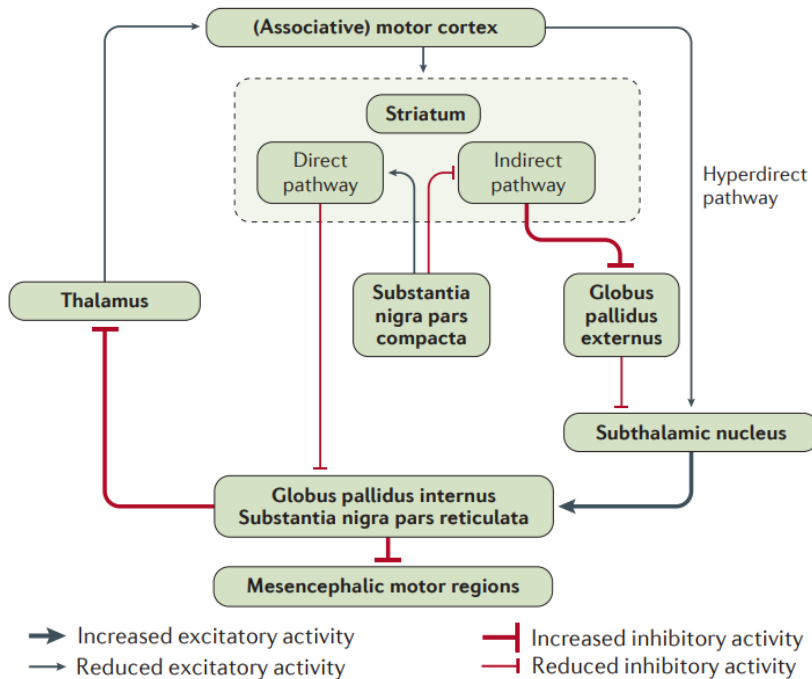 (Associative) motor cortex
Striatum
Direct
pathway
Indirect
pathway
Hyperdirect
pathway
Thalamus
Substantia
nigra pars
compacta
Globus
pallidus
externus
Subthalamic nucleus
Globus pallidus internus
Substantia nigra pars reticulata
Mesencephalic motor regions
Increased excitatory activity
Reduced excitatory activity
Increased inhibitory activity
Reduced inhibitory activity